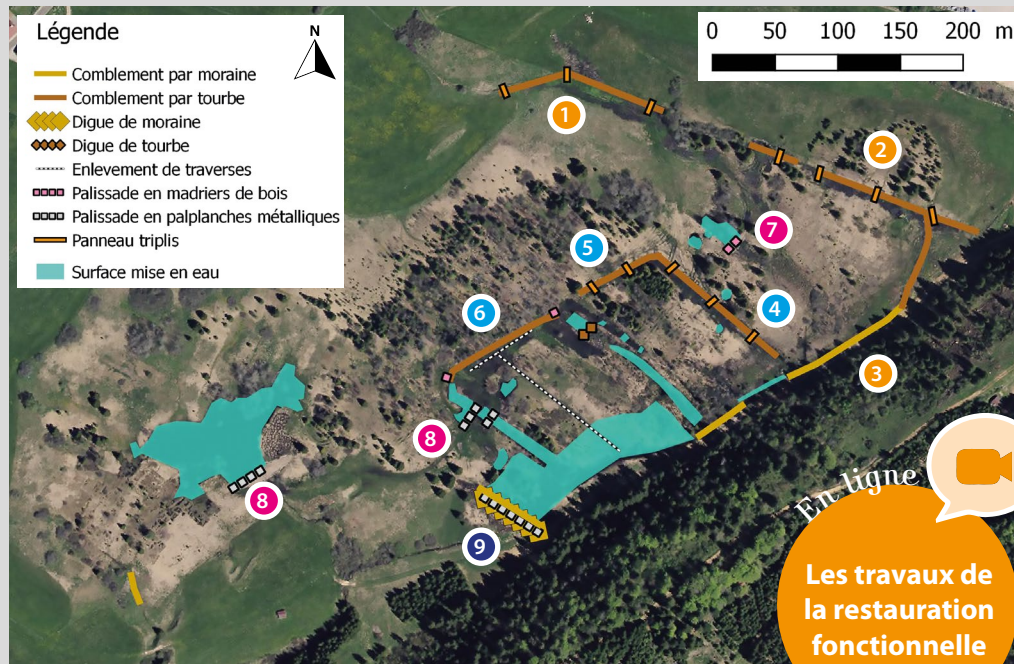 Légende
N
Comblement par moraine
Comblement par tourbe
Digue de moraine
Digue de tourbe
Enlevement de traverses
Palissade en madriers de bois
Palissade en palplanches métalliques
Panneau triplis
Surface mise en eau
0 50 100 150 200 m
1
2
7
5
6
4
3
8
8
9
En ligne
Les travaux de
la restauration
fonctionnelle